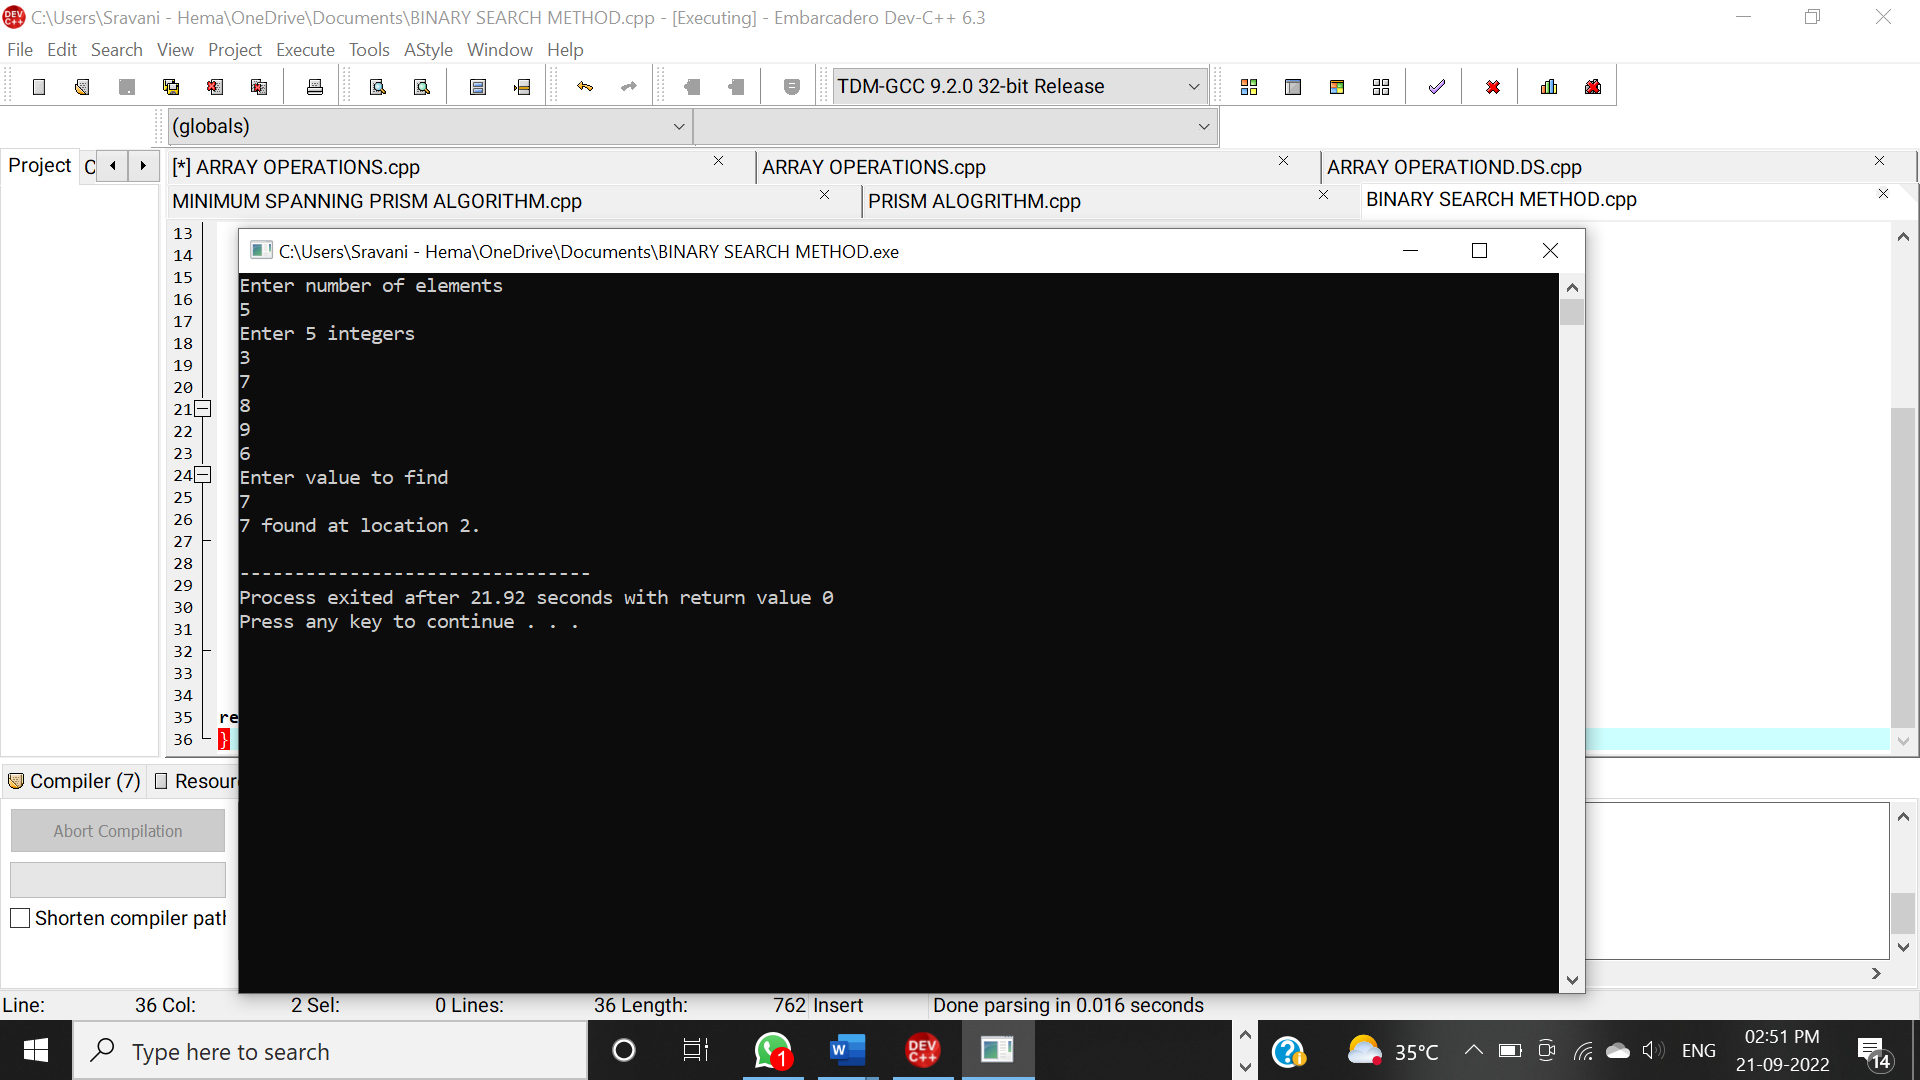 C:\Users\Sravani - Hema\OneDrive\Documents\BINARY SEARCH METHOD.cpp - [Executing] - Embarcadero Dev-C++ 6.3
File Edit Search View Project Execute Tools AStyle Window Help
TDM-GCC 9.2.0 32-bit Release
(globals)
Project C [*] ARRAY OPERATIONS.cpp ARRAY OPERATIONS.cpp ARRAY OPERATIOND.DS.cpp
MINIMUM SPANNING PRISM ALGORITHM.cpp PRISM ALOGRITHM.cpp BINARY SEARCH METHOD.cpp
13
14
15
16
17
18
19
20
21
22
23
24
25
26
27
28
29
30
31
32
33
34
35 re
36 }
C:\Users\Sravani - Hema\OneDrive\Documents\BINARY SEARCH METHOD.exe
Enter number of elements
5
Enter 5 integers
3
7
8
9
6
Enter value to find
7
7 found at location 2.
--------------------------------
Process exited after 21.92 seconds with return value 0
Press any key to continue . . .
Compiler (7) Resour
Abort Compilation
Shorten compiler path
Line: 36 Col: 2 Sel: 0 Lines: 36 Length: 762 Insert Done parsing in 0.016 seconds
Type here to search
1
W
DEV C++
35°C
ENG
02:51 PM
21-09-2022
14